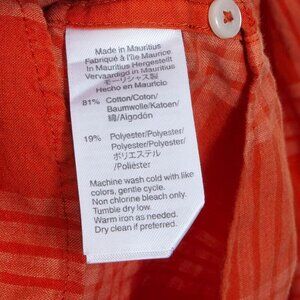 Made in Mauritius
Fabriqué à l'île Maurice
In Mauritius Hergestellt
Vervaardigd in Mauritius
モーリシャス製
Hecho en Mauricio
81% Cotton/Coton/
Baumwolle/Katoen/
綿/Algodón
19% Polyester/Polyester/
Polyester/Polyester/
ポリエステル
/Poliéster
Machine wash cold with like
colors, gentle cycle.
Non chlorine bleach only.
Tumble dry low.
Warm iron as needed.
Dry clean if preferred.